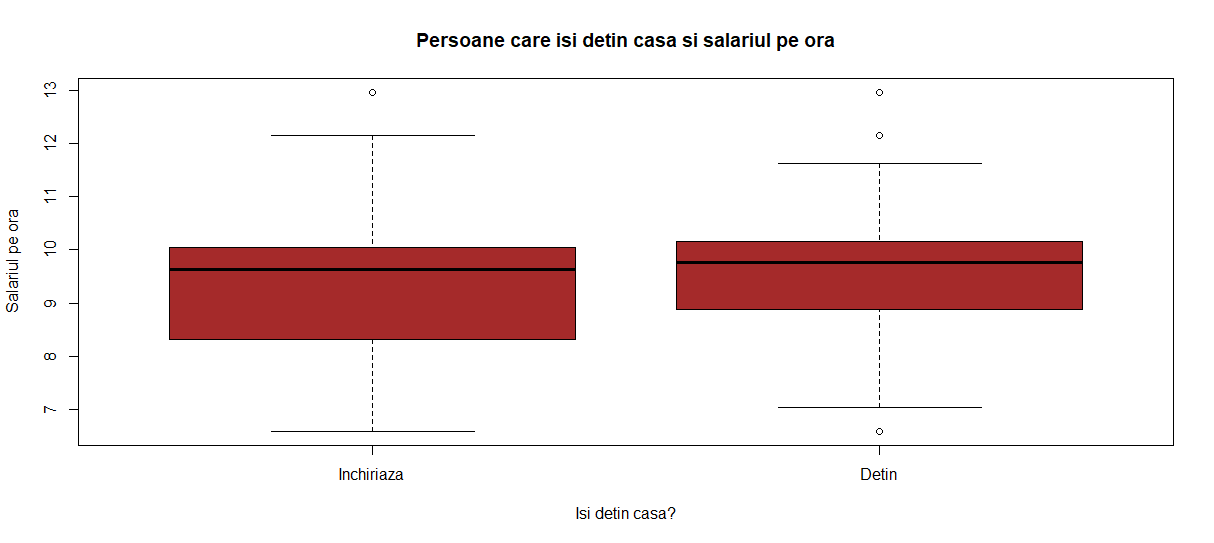 Persoane care isi detin casa si salariul pe ora
Salariul pe ora
13
12
11
10
9
8
7
Inchiriaza
Detin
Isi detin casa?